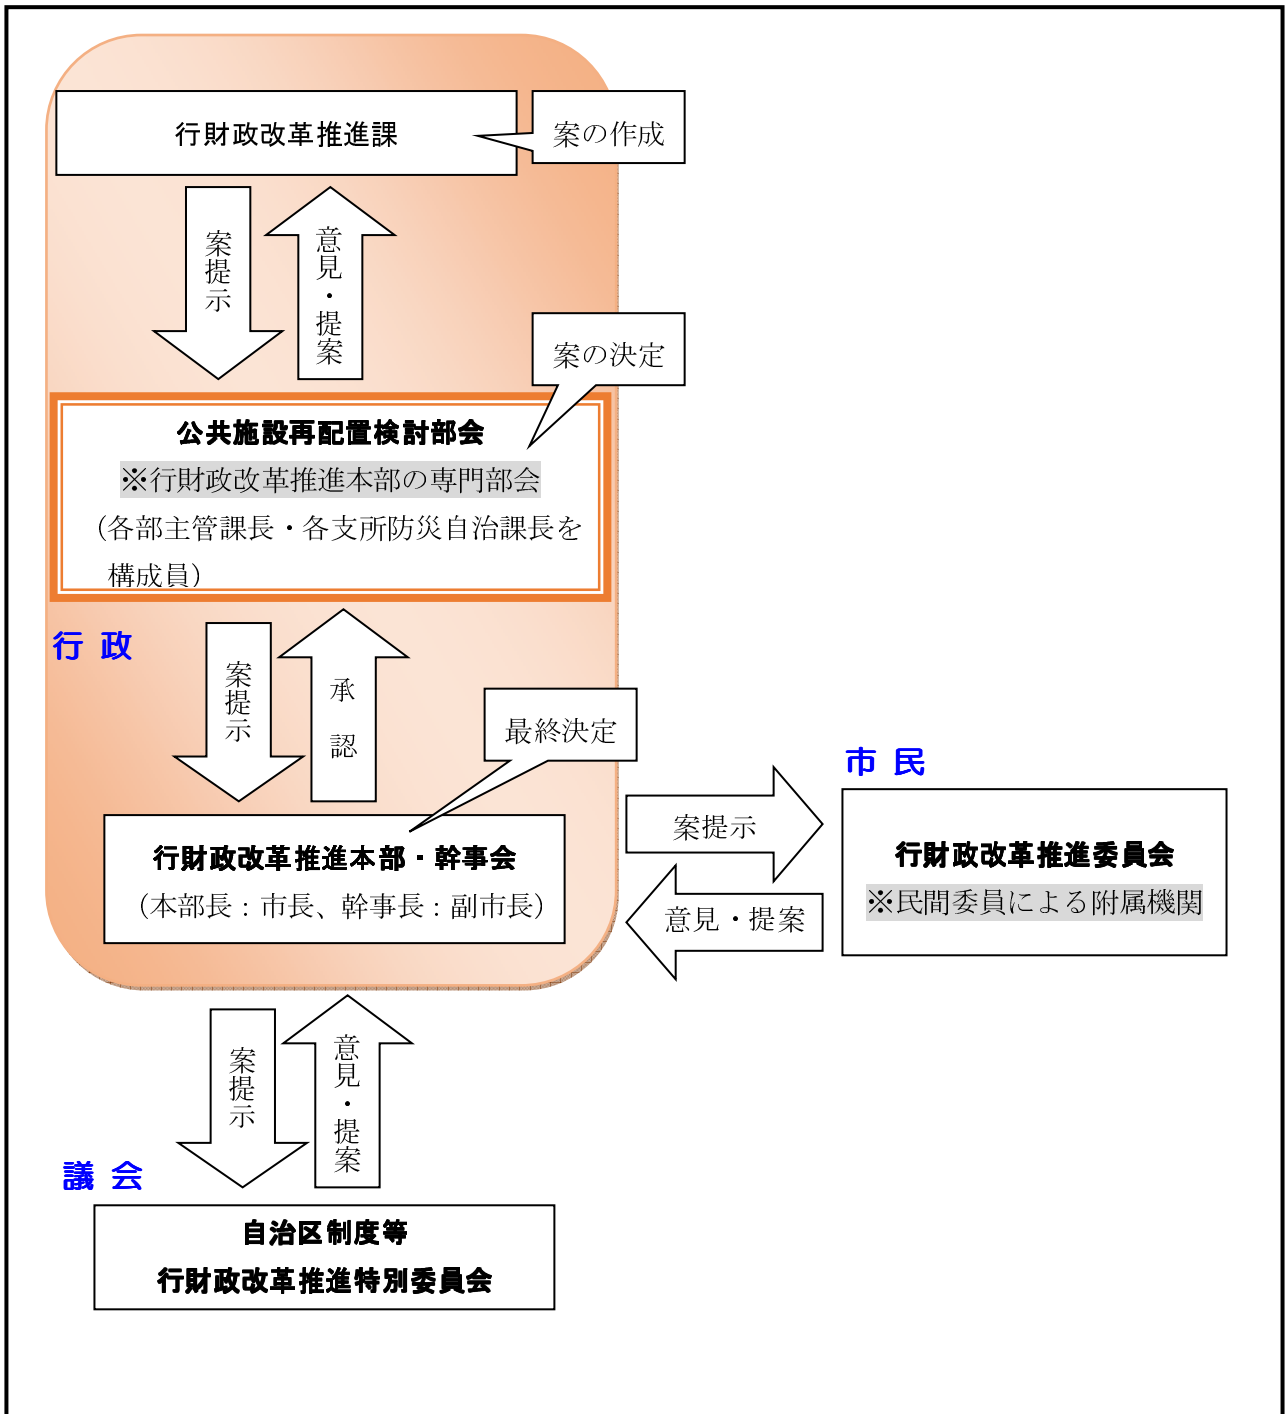 行財政改革推進課
案の作成
案提示
意見・提案
案の決定
公共施設再配置検討部会
※行財政改革推進本部の専門部会
（各部主管課長・各支所防災自治課長を
構成員）
行 政
案提示
承 認
最終決定
行財政改革推進本部・幹事会
（本部長：市長、幹事長：副市長）
案提示
意見・提案
市 民
行財政改革推進委員会
※民間委員による附属機関
案提示
意見・提案
議 会
自治区制度等
行財政改革推進特別委員会